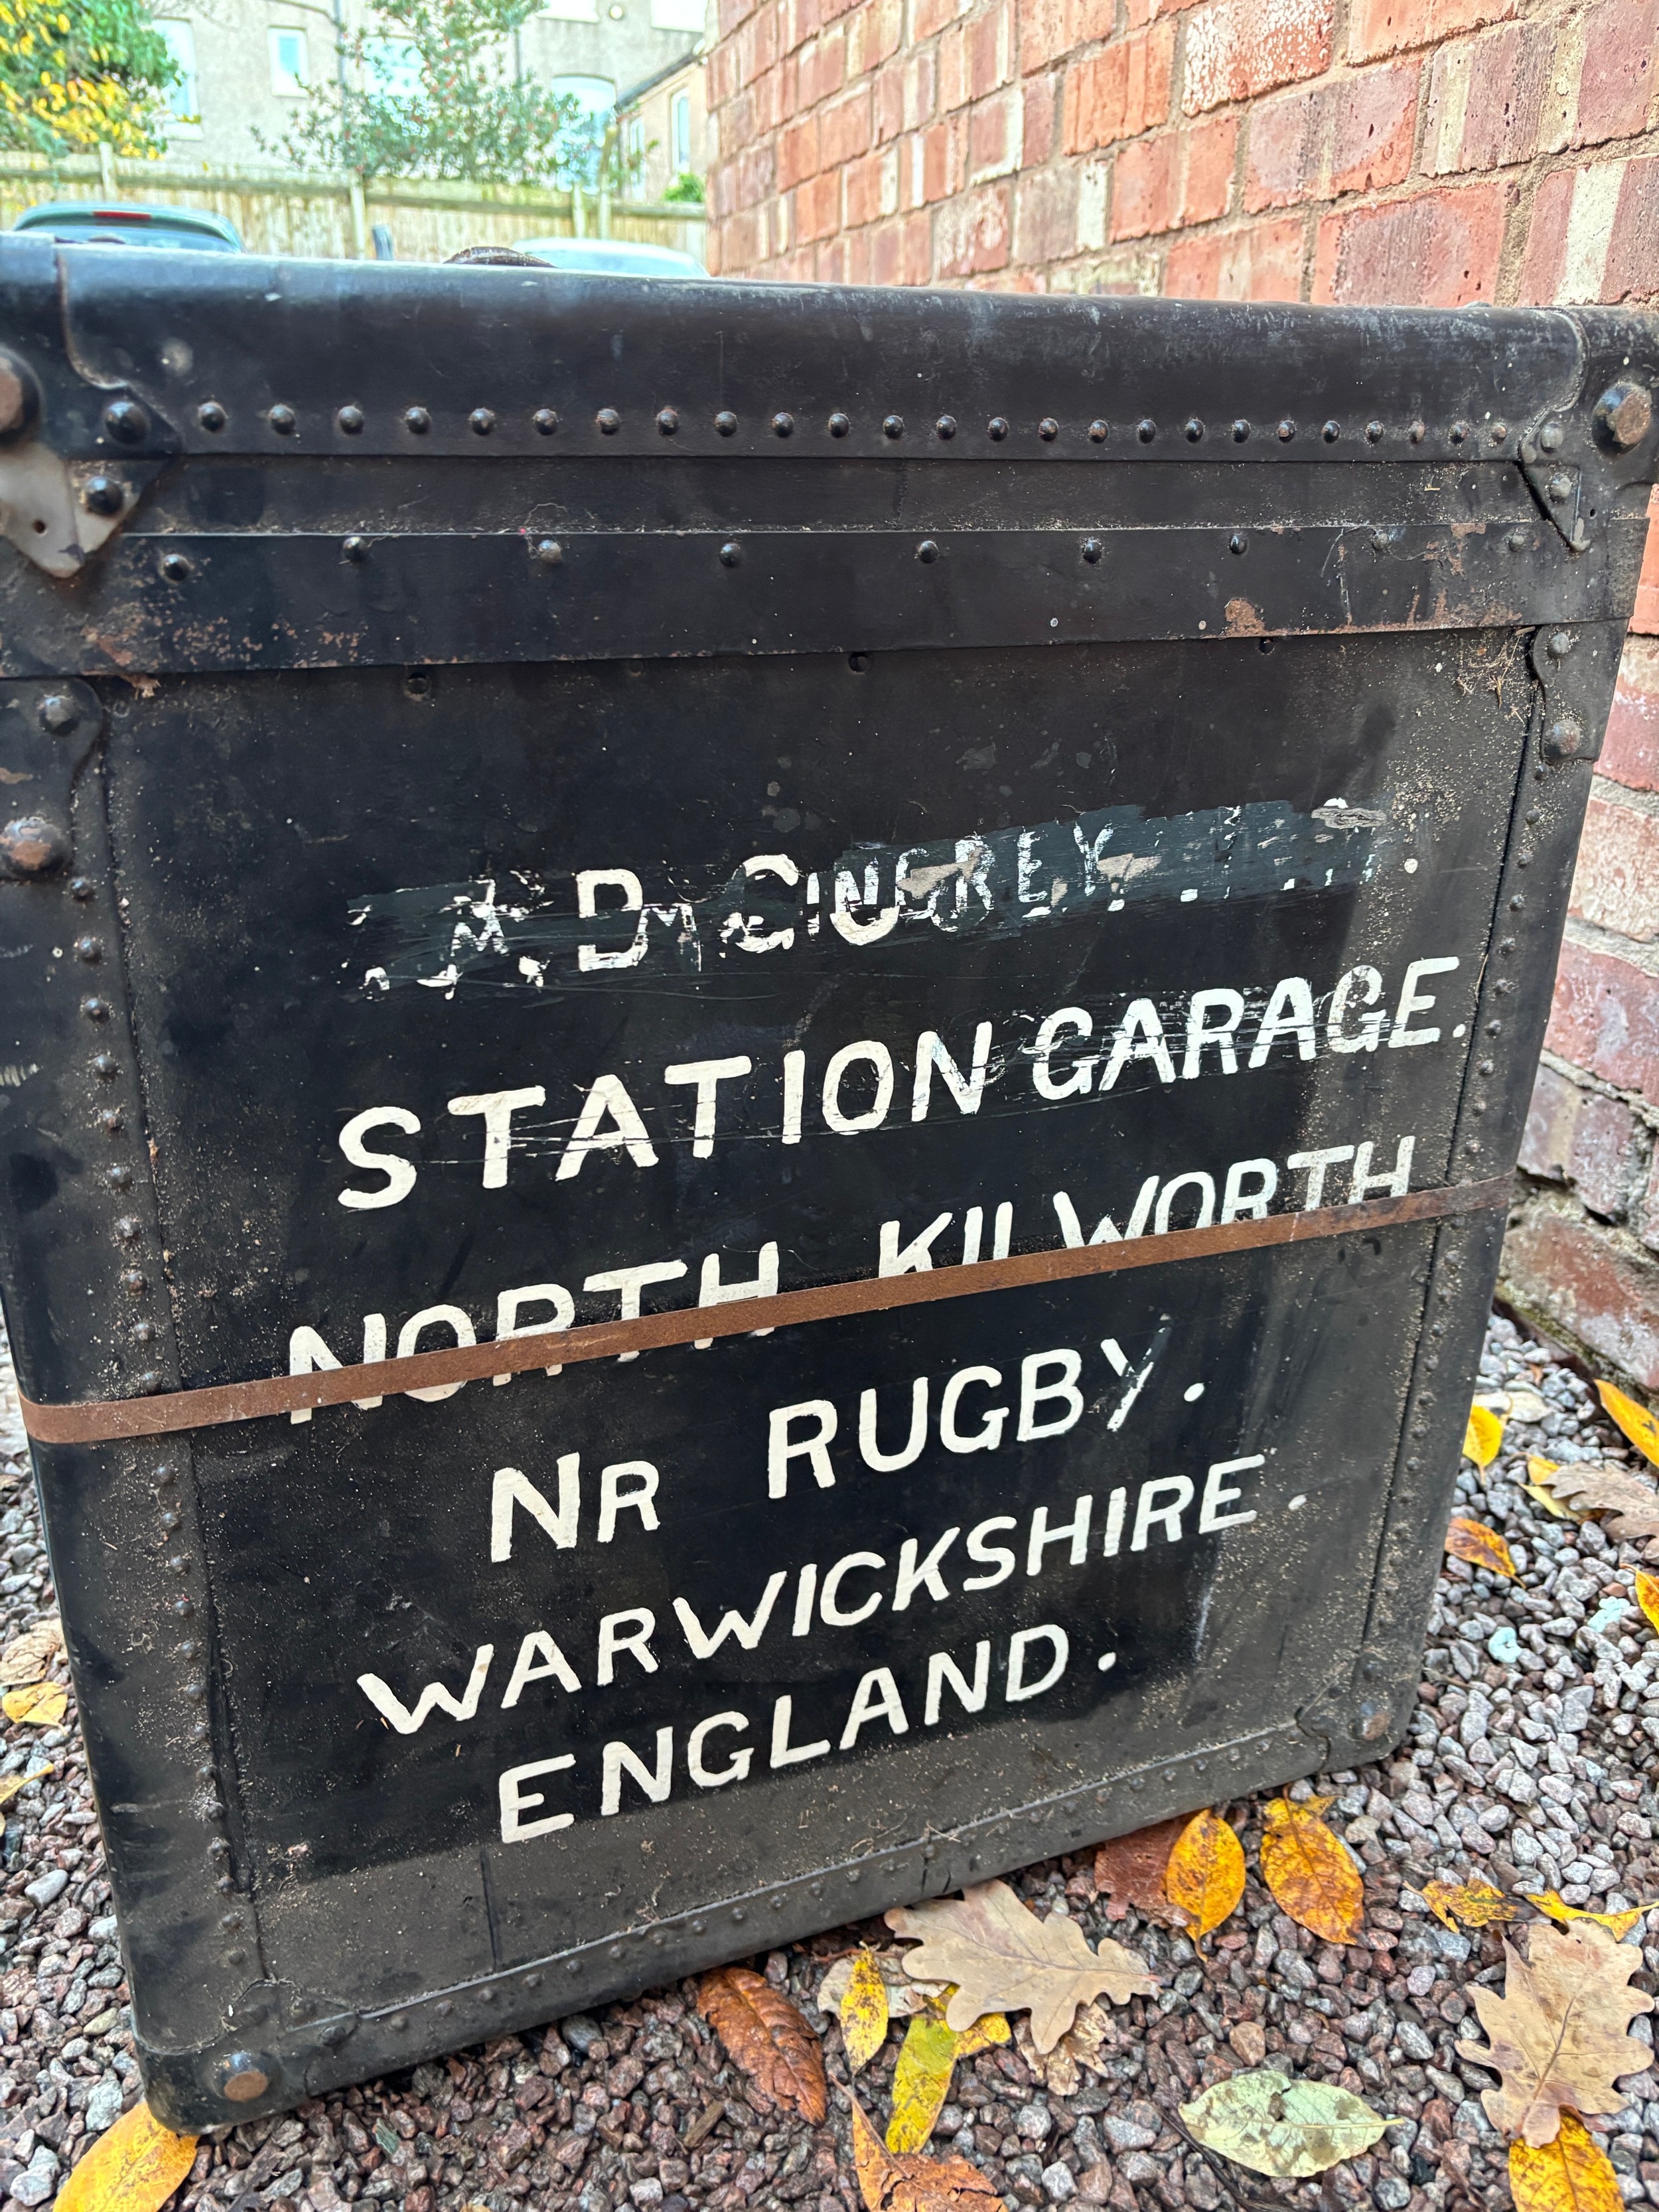 STATION GARAGE.
NORTH KILWORTH
NR RUGBY.
WARWICKSHIRE.
ENGLAND.